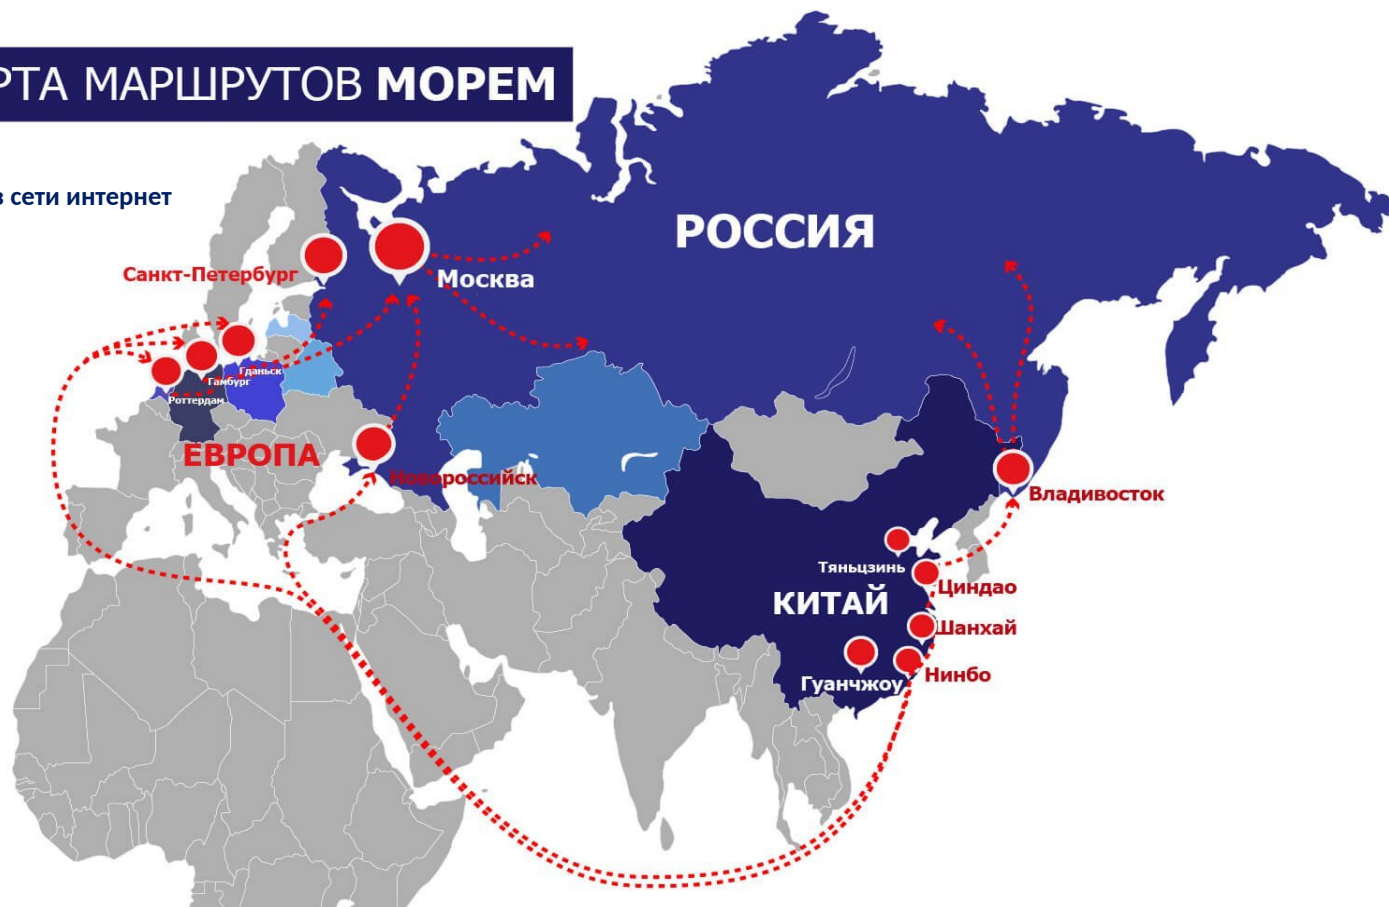 РТА МАРШРУТОВ МОРЕМ
в сети интернет
РОССИЯ
Санкт-Петербург
Москва
Гданьск
Гамбург
Роттердам
ЕВРОПА
Новороссийск
Владивосток
Тяньцзинь
Циндао
КИТАЙ
Шанхай
Нинбо
Гуанчжоу